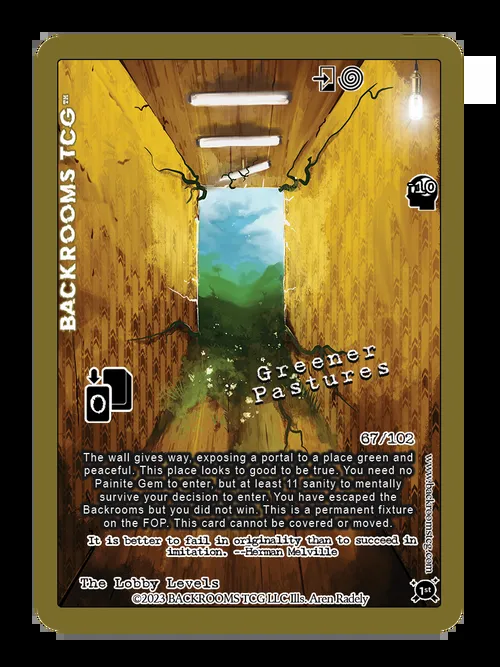 BACKROOMS TCG™
10
Greener
Pastures
0
67/102
The wall gives way, exposing a portal to a place green and
peaceful. This place looks to good to be true. You need no
Painite Gem to enter, but at least 11 sanity to mentally
survive your decision to enter. You have escaped the
Backrooms but you did not win. This is a permanent fixture
on the FOP. This card cannot be covered or moved.
It is better to fail in originality than to succeed in
imitation. --Herman Melville
www.backroomstcg.com
The Lobby Levels
©2023 BACKROOMS TCG LLC Ills. Aren Radely
1st